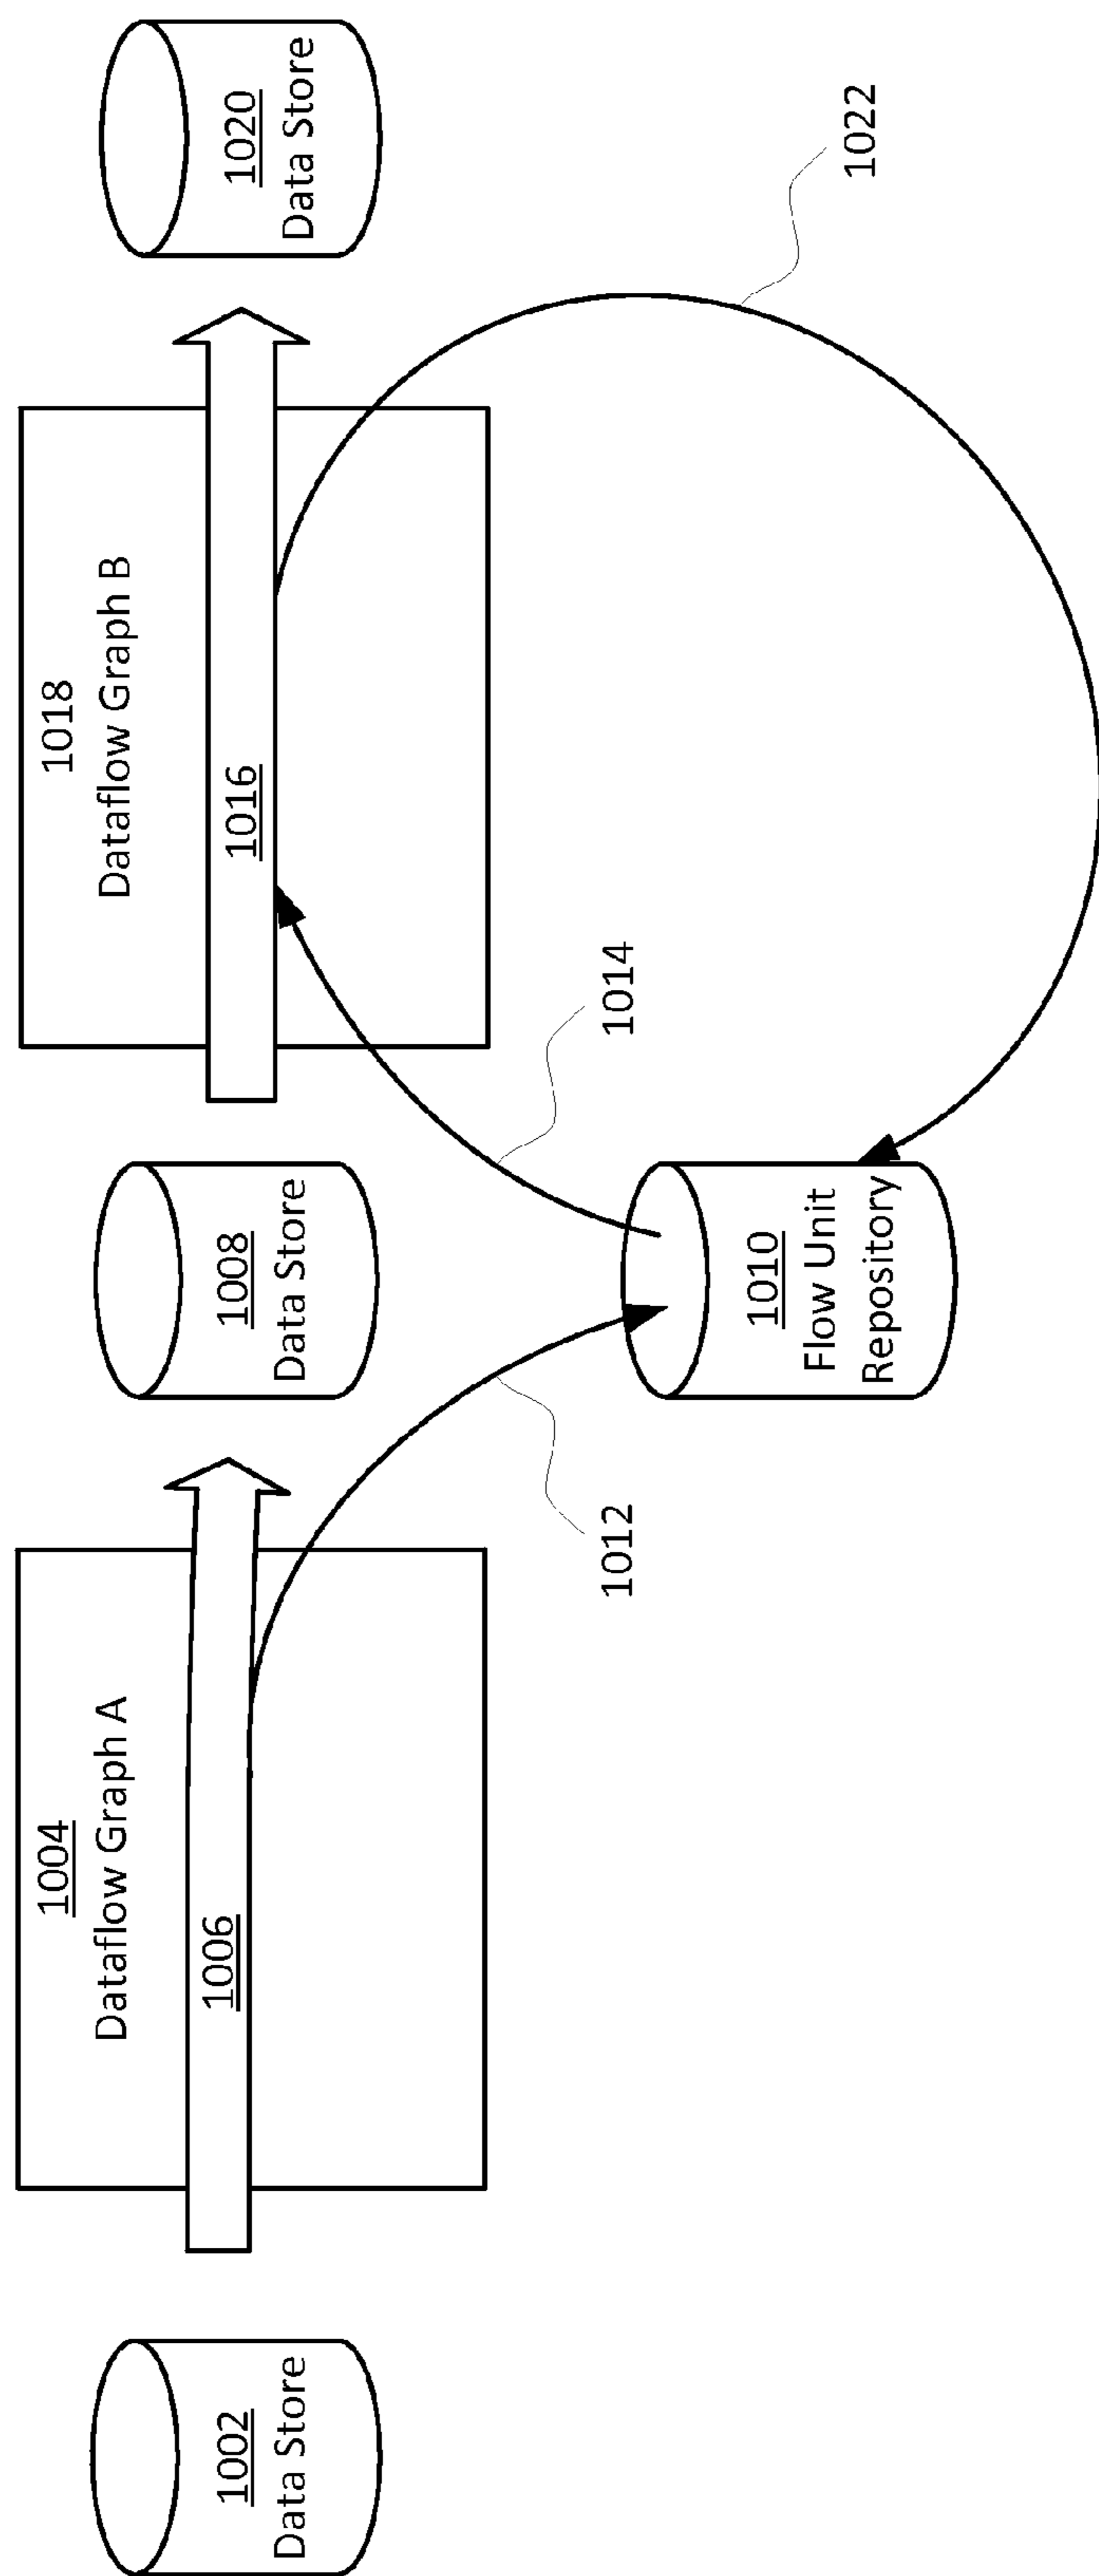 1002
Data Store
1004
Dataflow Graph A
1006
1008
Data Store
1012
1010
Flow Unit
Repository
1014
1018
Dataflow Graph B
1016
1020
Data Store
1022